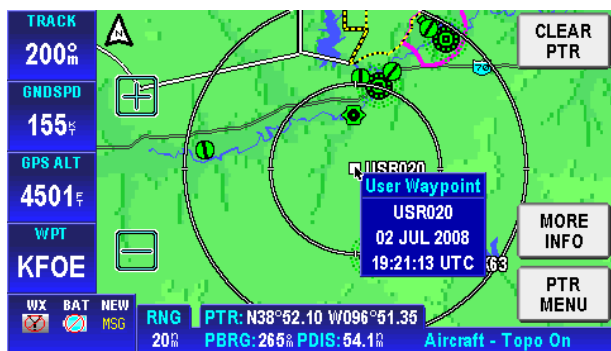 TRACK
200°m
GNDSPD
155KT
GPS ALT
4501FT
WPT
KFOE
WX BAT NEW
MSG
N
70
USR020
User Waypoint
USR020
02 JUL 2008
19:21:13 UTC
K63
CLEAR
PTR
MORE
INFO
PTR
MENU
RNG
20NM
PTR: N38°52.10 W096°51.35
PBRG: 265°m PDIS: 54.1NM
Aircraft - Topo On